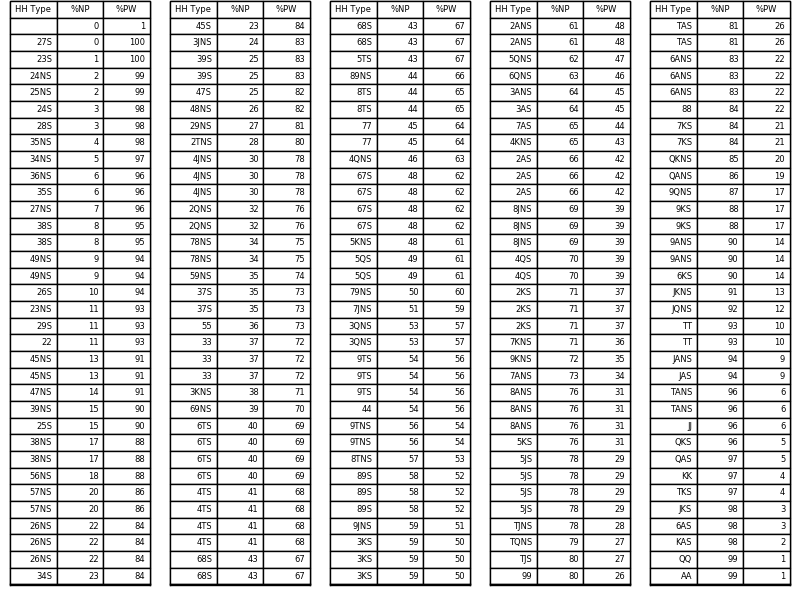 HH Type %NP %PW
0 1
27S 0 100
23S 1 100
24NS 2 99
25NS 2 99
24S 3 98
28S 3 98
35NS 4 98
34NS 5 97
36NS 6 96
35S 6 96
27NS 7 96
38S 8 95
38S 8 95
49NS 9 94
49NS 9 94
26S 10 94
23NS 11 93
29S 11 93
22 11 93
45NS 13 91
45NS 13 91
47NS 14 91
39NS 15 90
25S 15 90
38NS 17 88
38NS 17 88
56NS 18 88
57NS 20 86
57NS 20 86
26NS 22 84
26NS 22 84
26NS 22 84
34S 23 84
HH Type %NP %PW
45S 23 84
3JNS 24 83
39S 25 83
39S 25 83
47S 25 82
48NS 26 82
29NS 27 81
2TNS 28 80
4JNS 30 78
4JNS 30 78
4JNS 30 78
2QNS 32 76
2QNS 32 76
78NS 34 75
78NS 34 75
59NS 35 74
37S 35 73
37S 35 73
55 36 73
33 37 72
33 37 72
33 37 72
3KNS 38 71
69NS 39 70
6TS 40 69
6TS 40 69
6TS 40 69
6TS 40 69
4TS 41 68
4TS 41 68
4TS 41 68
4TS 41 68
68S 43 67
68S 43 67
HH Type %NP %PW
68S 43 67
68S 43 67
5TS 43 67
89NS 44 66
8TS 44 65
8TS 44 65
77 45 64
77 45 64
4QNS 46 63
67S 48 62
67S 48 62
67S 48 62
67S 48 62
5KNS 48 61
5QS 49 61
5QS 49 61
79NS 50 60
7JNS 51 59
3QNS 53 57
3QNS 53 57
9TS 54 56
9TS 54 56
9TS 54 56
44 54 56
9TNS 56 54
9TNS 56 54
8TNS 57 53
89S 58 52
89S 58 52
89S 58 52
9JNS 59 51
3KS 59 50
3KS 59 50
3KS 59 50
HH Type %NP %PW
2ANS 61 48
2ANS 61 48
5QNS 62 47
6QNS 63 46
3ANS 64 45
3AS 64 45
7AS 65 44
4KNS 65 43
2AS 66 42
2AS 66 42
2AS 66 42
8JNS 69 39
8JNS 69 39
8JNS 69 39
4QS 70 39
4QS 70 39
2KS 71 37
2KS 71 37
2KS 71 37
7KNS 71 36
9KNS 72 35
7ANS 73 34
8ANS 76 31
8ANS 76 31
8ANS 76 31
5KS 76 31
5JS 78 29
5JS 78 29
5JS 78 29
5JS 78 29
TJNS 78 28
TQNS 79 27
TJS 80 27
99 80 26
HH Type %NP %PW
TAS 81 26
TAS 81 26
6ANS 83 22
6ANS 83 22
6ANS 83 22
88 84 22
7KS 84 21
7KS 84 21
QKNS 85 20
QANS 86 19
9QNS 87 17
9KS 88 17
9KS 88 17
9ANS 90 14
9ANS 90 14
6KS 90 14
JKNS 91 13
JQNS 92 12
TT 93 10
TT 93 10
JANS 94 9
JAS 94 9
TANS 96 6
TANS 96 6
JJ 96 6
QKS 96 5
QAS 97 5
KK 97 4
TKS 97 4
JKS 98 3
6AS 98 3
KAS 98 2
QQ 99 1
AA 99 1